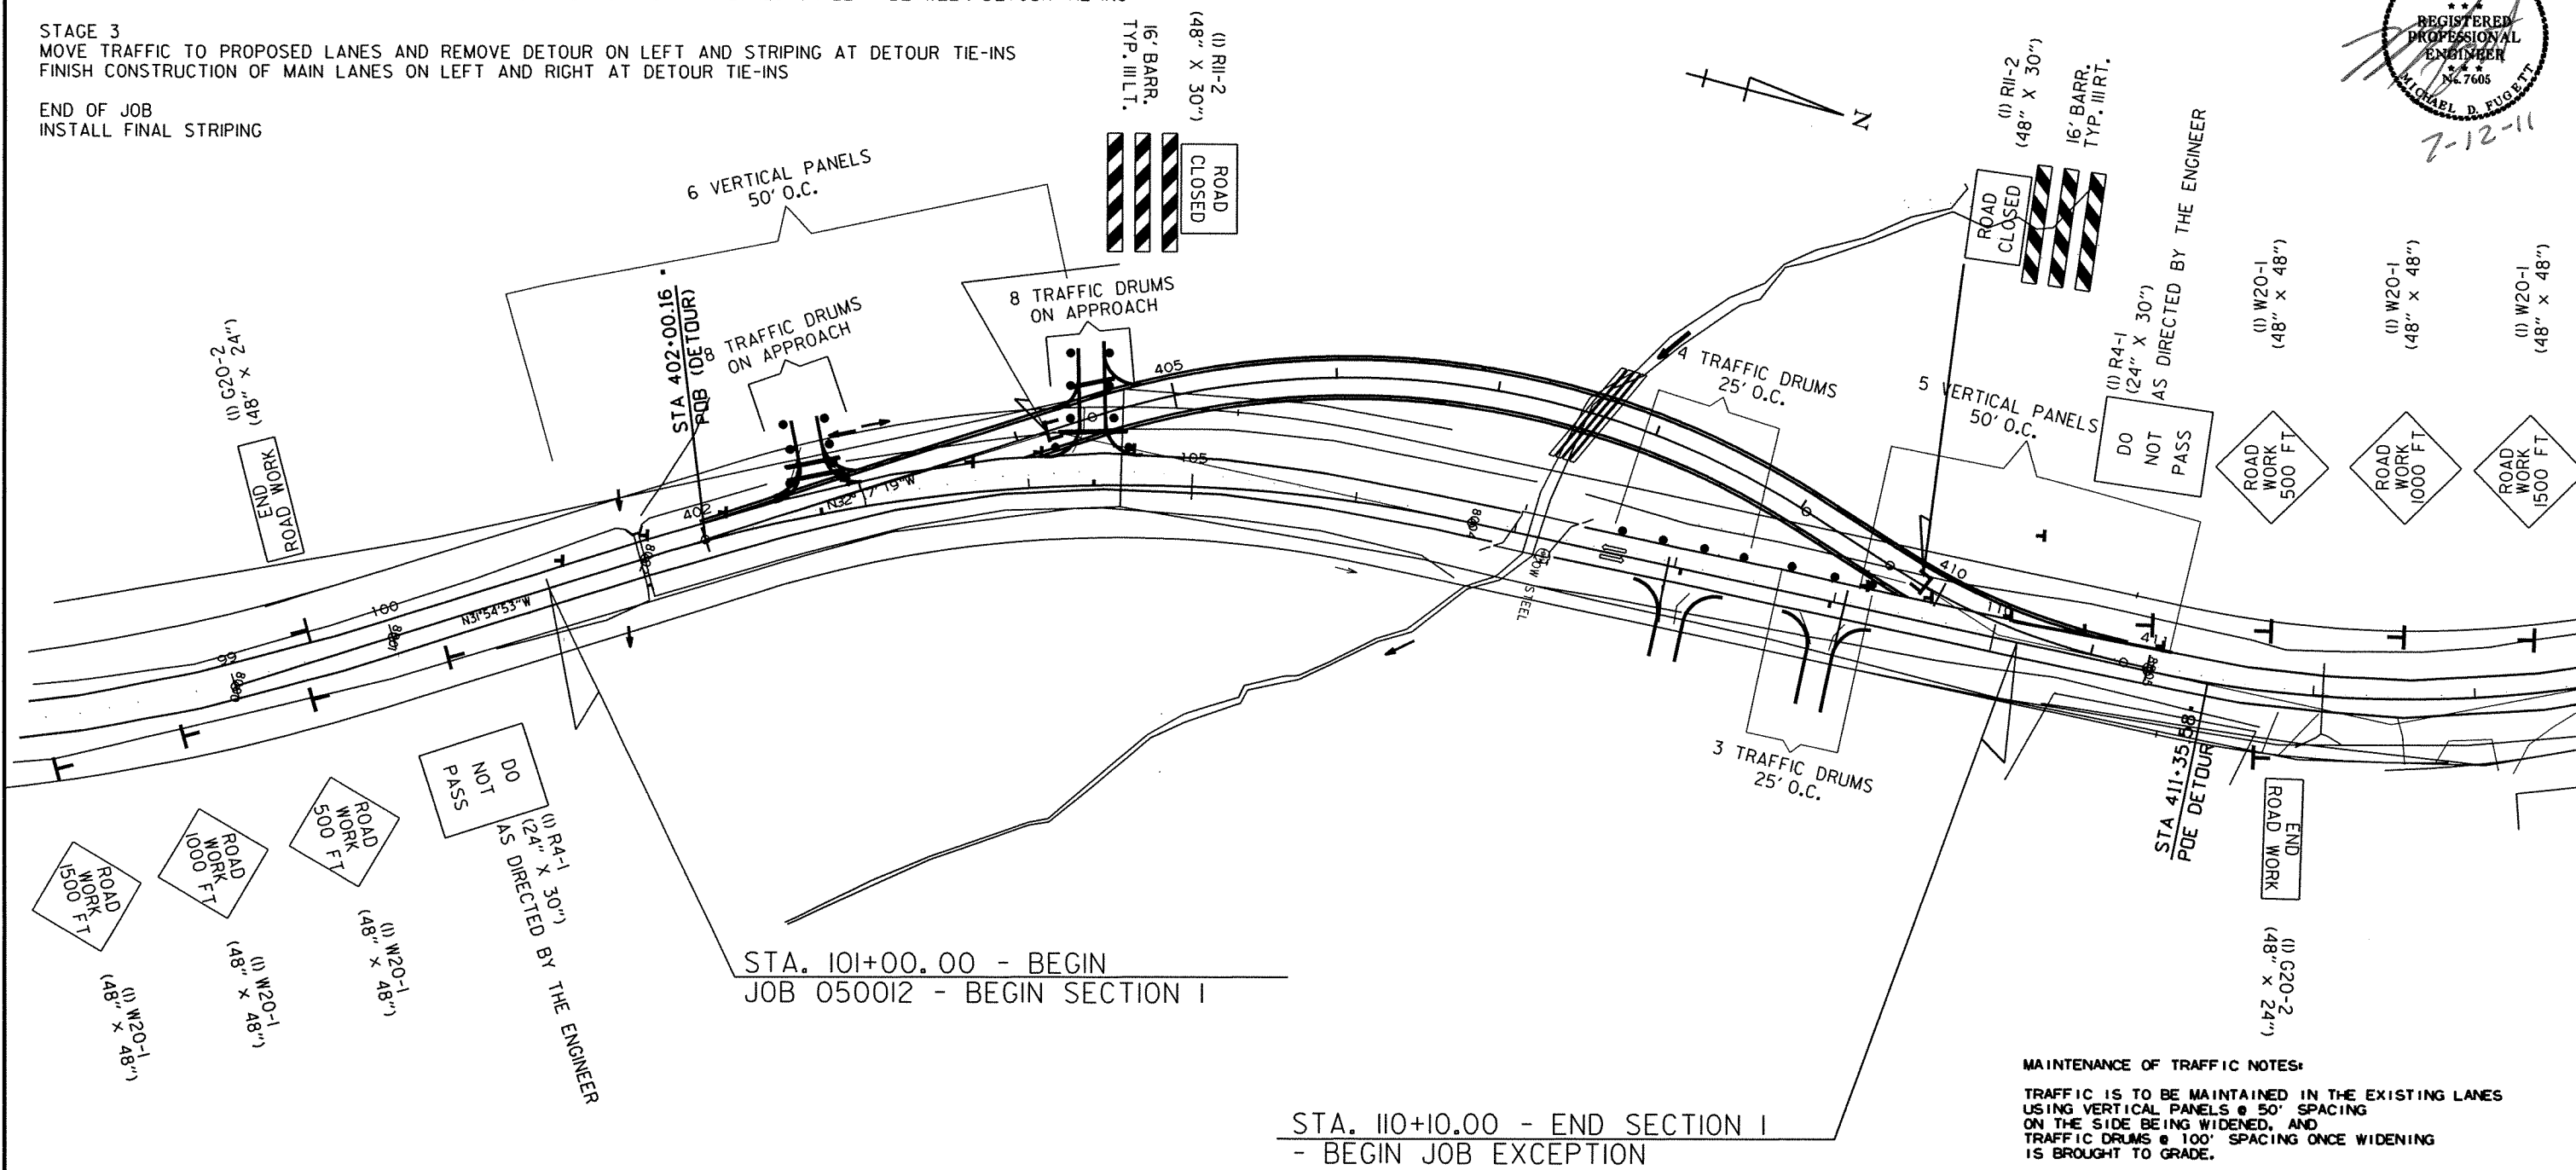 STAGE 3
MOVE TRAFFIC TO PROPOSED LANES AND REMOVE DETOUR ON LEFT AND STRIPING AT DETOUR TIE-INS
FINISH CONSTRUCTION OF MAIN LANES ON LEFT AND RIGHT AT DETOUR TIE-INS
END OF JOB
INSTALL FINAL STRIPING
16' BARR.
TYP. III LT.
(1) R11-2
(48" X 30")
ROAD
CLOSED
N
(1) R11-2
(48" X 30")
16' BARR.
TYP. III RT.
ROAD
CLOSED
REGISTERED
PROFESSIONAL
ENGINEER
No. 7605
MICHAEL D. FUGETT
7-12-11
6 VERTICAL PANELS
50' O.C.
8 TRAFFIC DRUMS
ON APPROACH
8 TRAFFIC DRUMS
ON APPROACH
4 TRAFFIC DRUMS
25' O.C.
5 VERTICAL PANELS
50' O.C.
(1) R4-1
(24" X 30")
AS DIRECTED BY THE ENGINEER
DO
NOT
PASS
(1) W20-1
(48" x 48")
ROAD
WORK
500 FT
(1) W20-1
(48" x 48")
ROAD
WORK
1000 FT
(1) W20-1
(48" x 48")
ROAD
WORK
1500 FT
(1) G20-2
(48" x 24")
END
ROAD WORK
STA 402+00.16
POB (DETOUR)
402
405
105
410
110
411
99
100
N31°54'53"W
3 TRAFFIC DRUMS
25' O.C.
STA 411+35.58
POE DETOUR
END
ROAD WORK
(1) G20-2
(48" x 24")
DO
NOT
PASS
(1) R4-1
(24" X 30")
AS DIRECTED BY THE ENGINEER
ROAD
WORK
500 FT
(1) W20-1
(48" x 48")
ROAD
WORK
1000 FT
(1) W20-1
(48" x 48")
ROAD
WORK
1500 FT
(1) W20-1
(48" x 48")
STA. 101+00.00 - BEGIN
JOB 050012 - BEGIN SECTION 1
STA. 110+10.00 - END SECTION 1
- BEGIN JOB EXCEPTION
MAINTENANCE OF TRAFFIC NOTES:
TRAFFIC IS TO BE MAINTAINED IN THE EXISTING LANES
USING VERTICAL PANELS @ 50' SPACING
ON THE SIDE BEING WIDENED, AND
TRAFFIC DRUMS @ 100' SPACING ONCE WIDENING
IS BROUGHT TO GRADE.